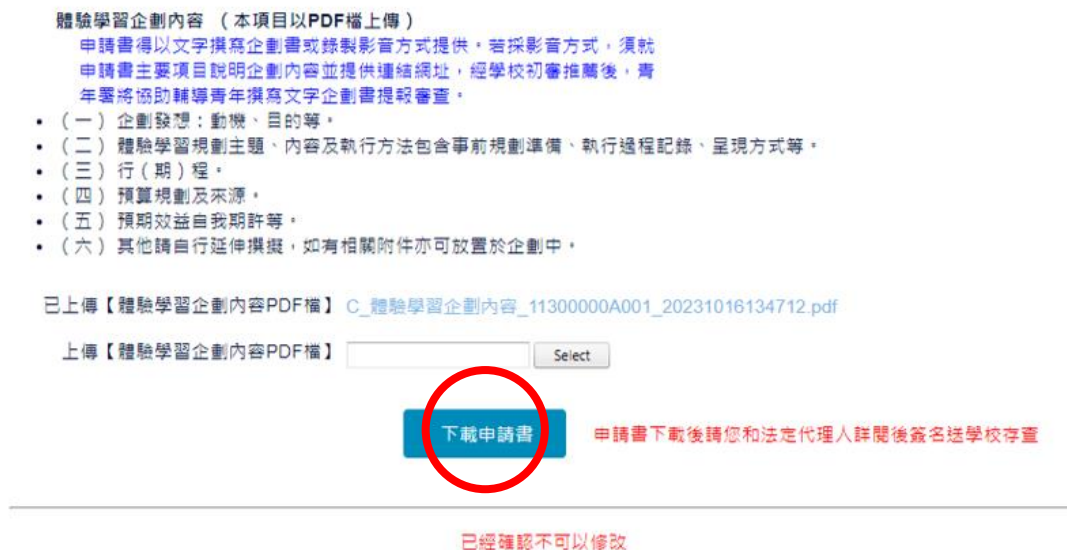 體驗學習企劃內容 (本項目以PDF檔上傳)
申請書得以文字撰寫企劃書或錄製影音方式提供。若採影音方式,須就
申請書主要項目說明企劃內容並提供連結網址,經學校初審推薦後,青
年署將協助輔導青年撰寫文字企劃書提報審查。
• (一) 企劃發想:動機、目的等。
• (二) 體驗學習規劃主題、內容及執行方法包含事前規劃準備、執行過程記錄、呈現方式等。
• (三) 行(期)程。
• (四) 預算規劃及來源。
• (五) 預期效益自我期許等。
• (六) 其他請自行延伸撰擬,如有相關附件亦可放置於企劃中。
已上傳【體驗學習企劃內容PDF檔】 C_體驗學習企劃內容_11300000A001_20231016134712.pdf
上傳【體驗學習企劃內容PDF檔】 Select
下載申請書 申請書下載後請您和法定代理人詳閱後簽名送學校存查
已經確認不可以修改